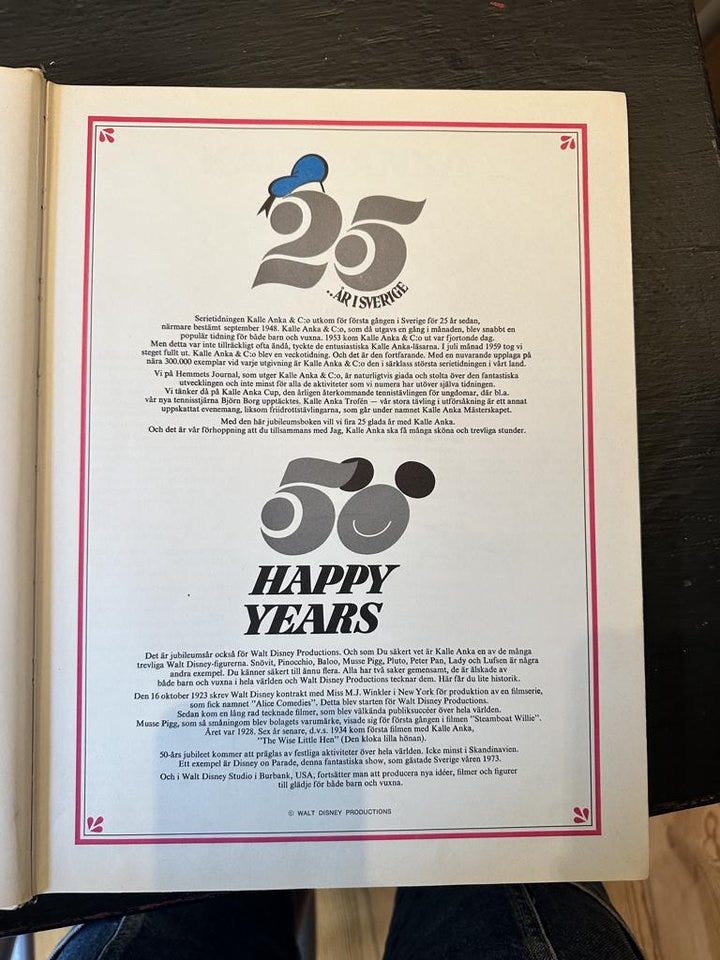 25
...ÅR I SVERIGE
Serietidningen Kalle Anka & C:o utkom för första gången i Sverige för 25 år sedan,
närmare bestämt september 1948. Kalle Anka & C:o, som då utgavs en gång i månaden, blev snabbt en
populär tidning för både barn och vuxna. 1953 kom Kalle Anka & C:o ut var fjortonde dag.
Men detta var inte tillräckligt ofta ändå, tyckte de entusiastiska Kalle Anka-läsarna. I juli månad 1959 tog vi
steget fullt ut. Kalle Anka & C:o blev en veckotidning. Och det är den fortfarande. Med en nuvarande upplaga på
nära 300.000 exemplar vid varje utgivning är Kalle Anka & C:o den i särklass största serietidningen i vårt land.
Vi på Hemmets Journal, som utger Kalle Anka & C:o, är naturligtvis glada och stolta över den fantastiska
utvecklingen och inte minst för alla de aktiviteter som vi numera har utöver själva tidningen.
Vi tänker då på Kalle Anka Cup, den årligen återkommande tennistävlingen för ungdomar, där bl.a.
vår nya tennisstjärna Björn Borg upptäcktes. Kalle Anka Trofén — vår stora tävling i utförsåkning är ett annat
uppskattat evenemang, liksom friidrottstävlingarna, som går under namnet Kalle Anka Mästerskapet.
Med den här jubileumsboken vill vi fira 25 glada år med Kalle Anka.
Och det är vår förhoppning att du tillsammans med Jag, Kalle Anka ska få många sköna och trevliga stunder.
50
HAPPY
YEARS
Det är jubileumsår också för Walt Disney Productions. Och som Du säkert vet är Kalle Anka en av de många
trevliga Walt Disney-figurerna. Snövit, Pinocchio, Baloo, Musse Pigg, Pluto, Peter Pan, Lady och Lufsen är några
andra exempel. Du känner säkert till ännu flera. Alla har två saker gemensamt, de är älskade av
både barn och vuxna i hela världen och Walt Disney Productions tecknar dem. Här får du lite historik.
Den 16 oktober 1923 skrev Walt Disney kontrakt med Miss M.J. Winkler i New York för produktion av en filmserie,
som fick namnet "Alice Comedies". Detta blev starten för Walt Disney Productions.
Sedan kom en lång rad tecknade filmer, som blev välkända publiksuccéer över hela världen.
Musse Pigg, som så småningom blev bolagets varumärke, visade sig för första gången i filmen "Steamboat Willie".
Året var 1928. Sex år senare, d.v.s. 1934 kom första filmen med Kalle Anka,
"The Wise Little Hen" (Den kloka lilla hönan).
50-års jubileet kommer att präglas av festliga aktiviteter över hela världen. Icke minst i Skandinavien.
Ett exempel är Disney on Parade, denna fantastiska show, som gästade Sverige våren 1973.
Och i Walt Disney Studio i Burbank, USA, fortsätter man att producera nya idéer, filmer och figurer
till glädje för både barn och vuxna.
© WALT DISNEY PRODUCTIONS